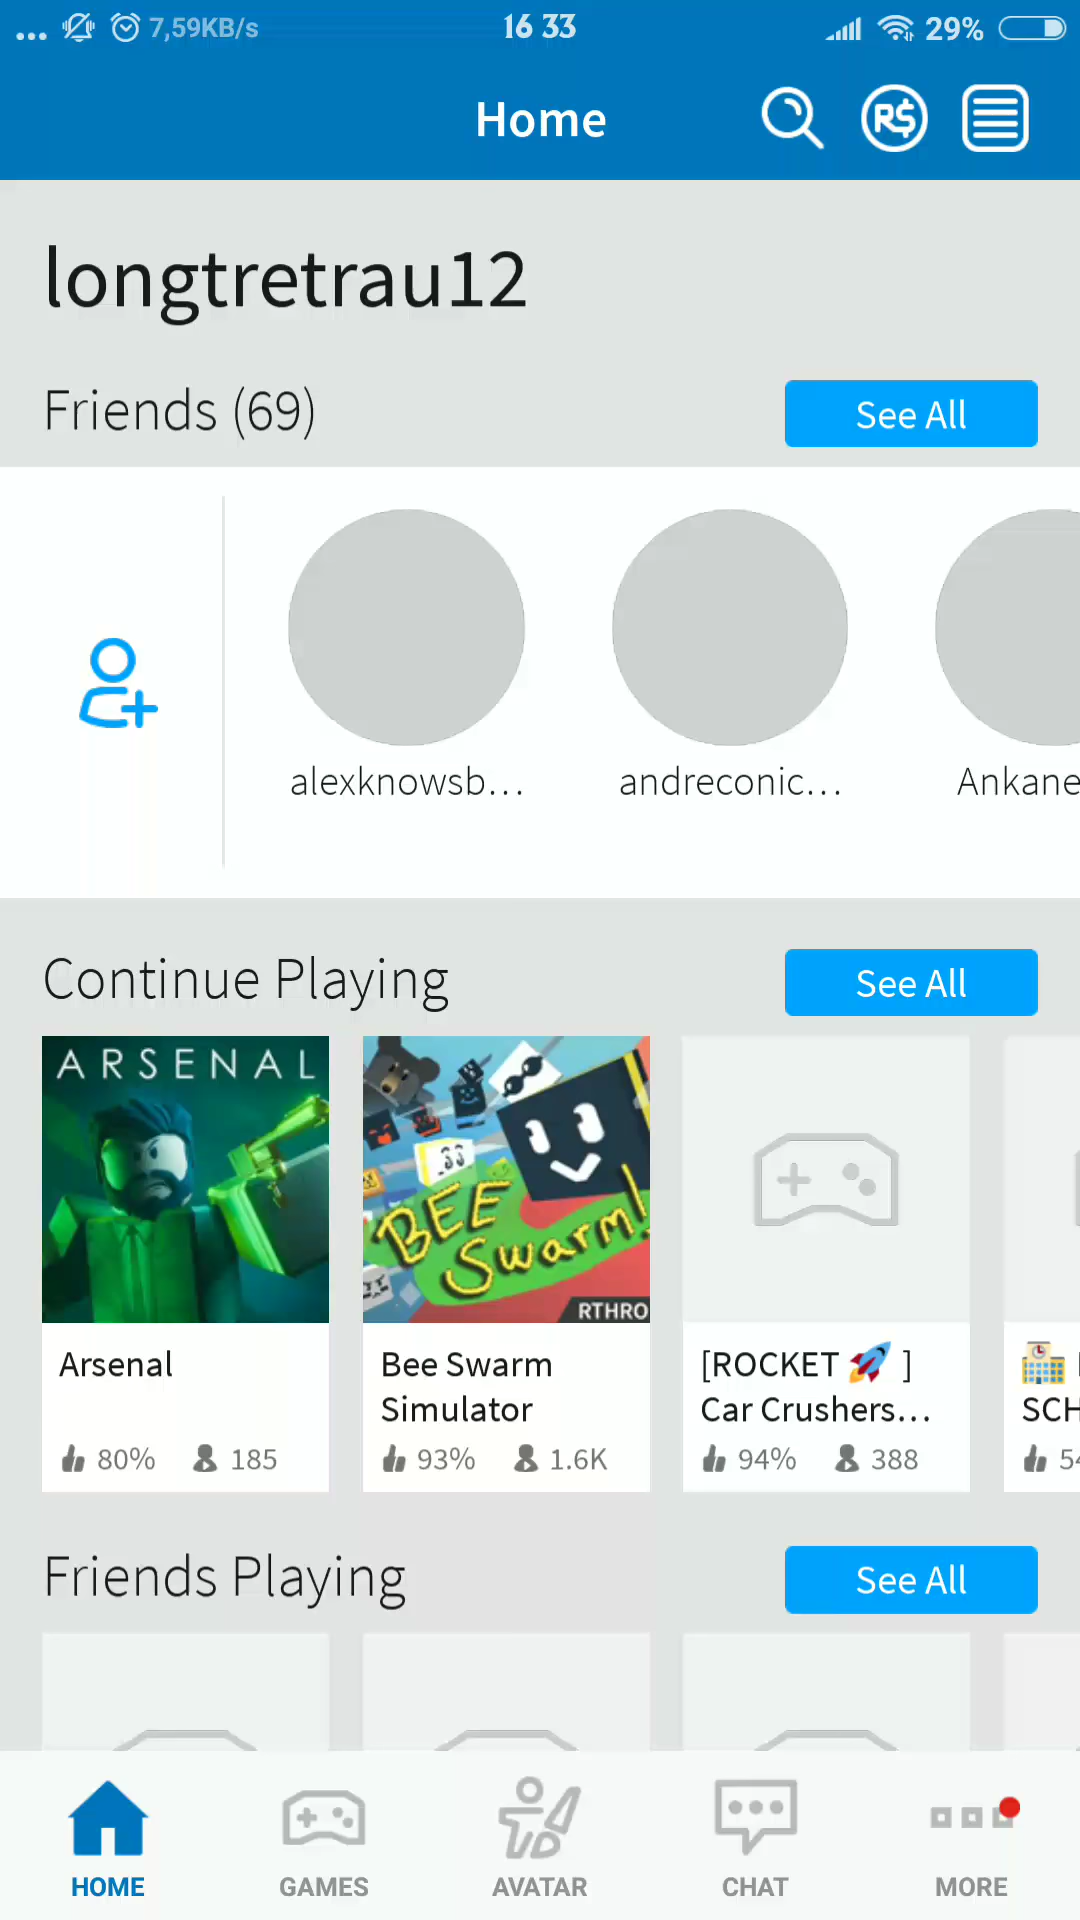 7,59KB/s 16 33 29%
Home
R$
longtretrau12
Friends (69)
See All
alexknowsb...
andreconic...
Ankane
Continue Playing
See All
ARSENAL
BEE
Swarm!
RTHRO
Arsenal
80% 185
Bee Swarm
Simulator
93% 1.6K
[ROCKET 🚀 ]
Car Crushers...
94% 388
🏫
SCH
54
Friends Playing
See All
HOME
GAMES
AVATAR
CHAT
MORE